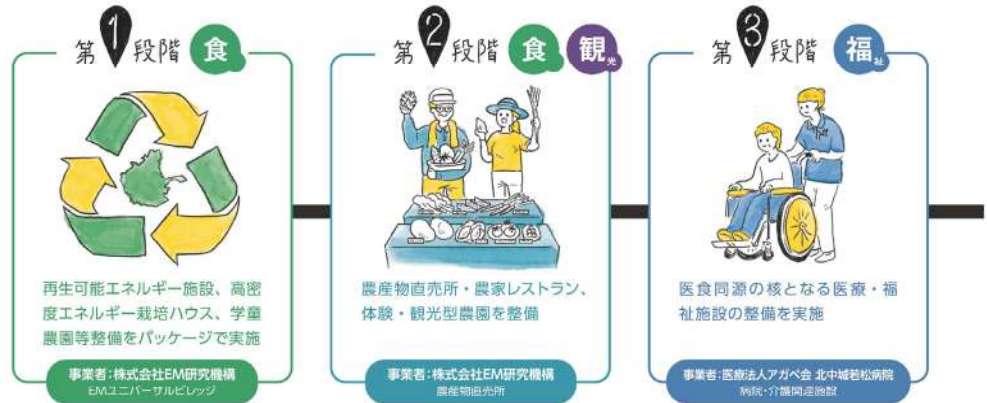 第1段階 食
再生可能エネルギー施設、高密
度エネルギー栽培ハウス、学童
農園等整備をパッケージで実施
事業者:株式会社EM研究機構
EMユニバーサルビレッジ
第2段階 食 観光
農産物直売所・農家レストラン、
体験・観光型農園を整備
事業者:株式会社EM研究機構
農産物直売所
第3段階 福祉
医食同源の核となる医療・福
祉施設の整備を実施
事業者:医療法人アガペ会 北中城若松病院
病院・介護関連施設